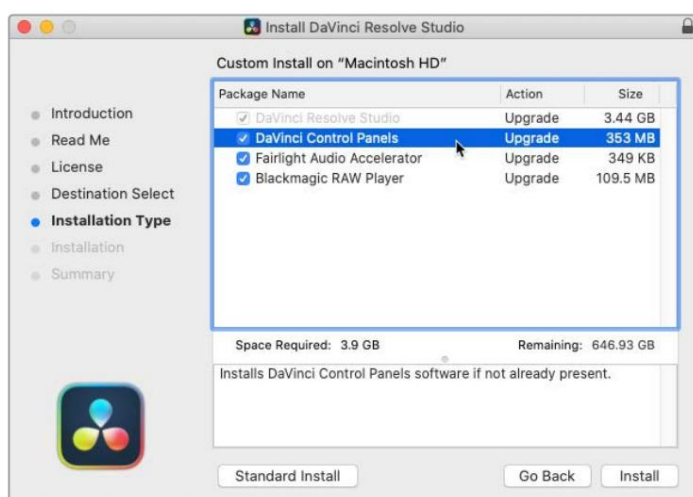 Install DaVinci Resolve Studio
Custom Install on “Macintosh HD”
Introduction
Read Me
License
Destination Select
Installation Type
Installation
Summary
Package Name Action Size
DaVinci Resolve Studio Upgrade 3.44 GB
DaVinci Control Panels Upgrade 353 MB
Fairlight Audio Accelerator Upgrade 349 KB
Blackmagic RAW Player Upgrade 109.5 MB
Space Required: 3.9 GB Remaining: 646.93 GB
Installs DaVinci Control Panels software if not already present.
Standard Install Go Back Install